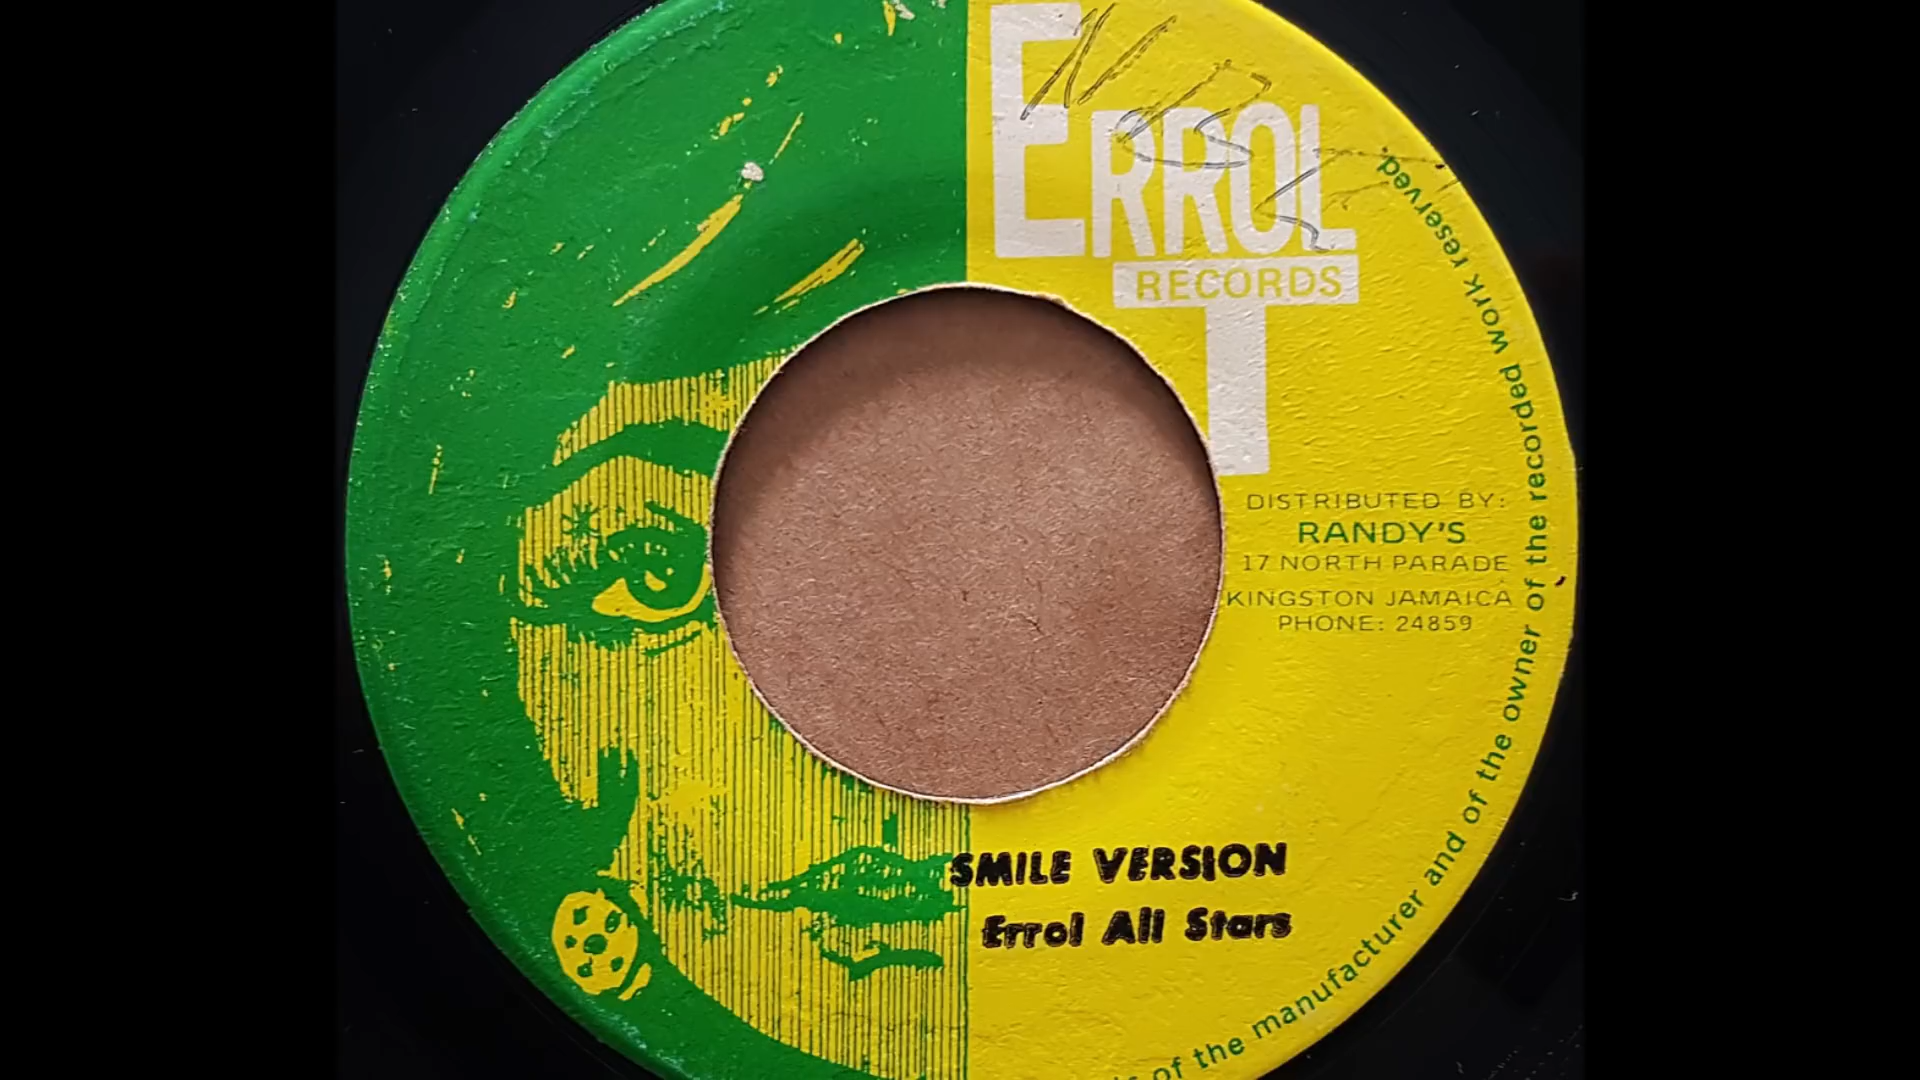 ERROL
RECORDS
T
DISTRIBUTED BY:
RANDY'S
17 NORTH PARADE
KINGSTON JAMAICA
PHONE: 24859
SMILE VERSION
Errol All Stars
of the manufacturer and of the owner of the recorded work reserved